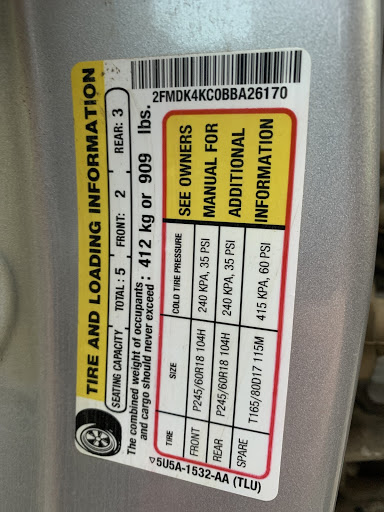 2FMDK4KC0BBA26170
TIRE AND LOADING INFORMATION
SEATING CAPACITY TOTAL: 5 FRONT: 2 REAR: 3
The combined weight of occupants
and cargo should never exceed : 412 kg or 909 lbs.
TIRE SIZE COLD TIRE PRESSURE SEE OWNERS
FRONT P245/60R18 104H 240 KPA, 35 PSI MANUAL FOR
REAR P245/60R18 104H 240 KPA, 35 PSI ADDITIONAL
SPARE T165/80D17 115M 415 KPA, 60 PSI INFORMATION
▽5U5A-1532-AA (TLU)